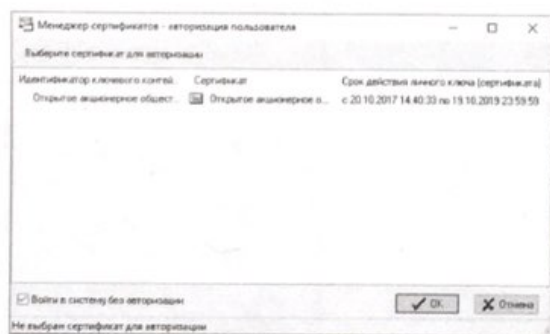 Менеджер сертификатов - авторизация пользователя
Выберите сертификат для авторизации
Идентификатор ключевого контей.. Сертификат Срок действия личного ключа (сертификата)
Открытое акционерное общест.. Открытое акционерное о... с 20.10.2017 14:40:33 по 19.10.2019 23:59:59
Войти в систему без авторизации OK Отмена
Не выбран сертификат для авторизации